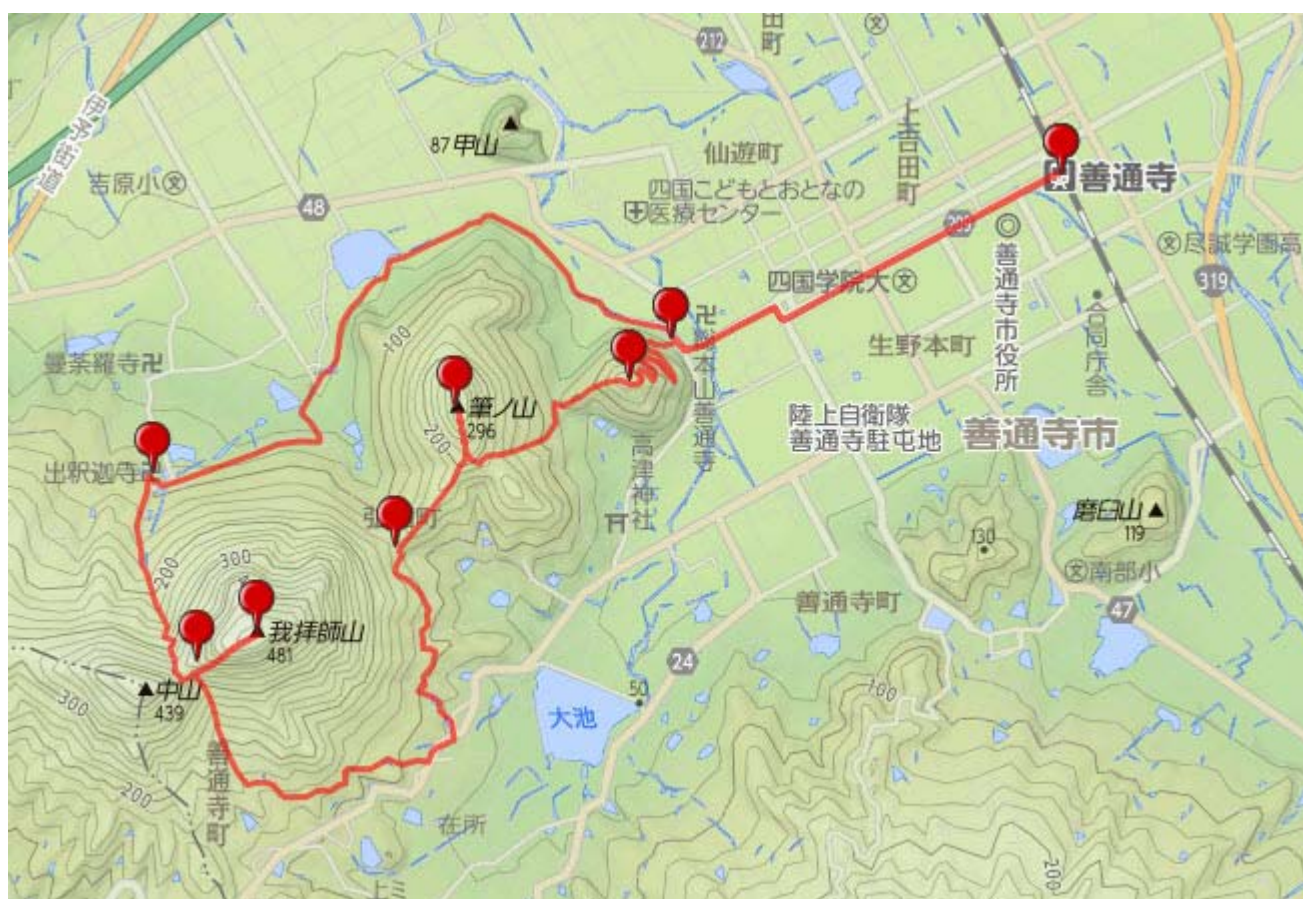 田町
212
伊予街道
87 甲山
上吉田町
仙遊町
吉原小
48
四国こどもとおとなの
医療センター
善通寺
209
尽誠学園高
四国学院大
319
善通寺市役所
合同庁舎
生野本町
曼荼羅寺
100
筆ノ山
296
200
本山善通寺
陸上自衛隊
善通寺駐屯地
善通寺市
高津神社
出釈迦寺
町
磨臼山
119
130
200
300
南部小
善通寺町
47
我拝師山
481
24
中山
439
300
50
大池
100
善通寺町
200
在所
上ミ
200